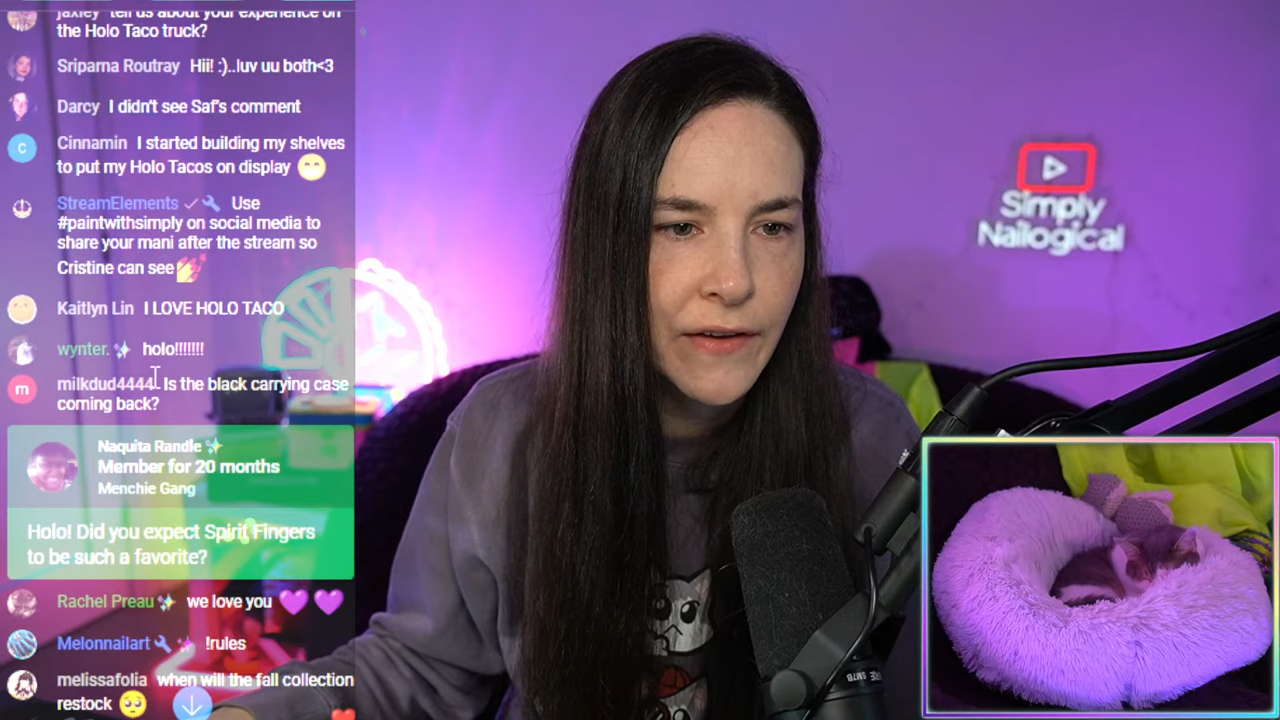 jaxley tell us about your experience on
the Holo Taco truck?
Sriparna Routray Hii! :)..luv uu both<3
Darcy I didn't see Saf's comment
C
Cinnamin I started building my shelves
to put my Holo Tacos on display 😁
StreamElements Use
#paintwithsimply on social media to
share your mani after the stream so
Cristine can see💅
Kaitlyn Lin I LOVE HOLO TACO
wynter.✨ holo!!!!!!!
m
milkdud4444 Is the black carrying case
coming back?
Naquita Randle ✨
Member for 20 months
Menchie Gang
Holo! Did you expect Spirit Fingers
to be such a favorite?
Rachel Preau✨ we love you 💜 💜
Melonnailart 🔧 ✨ !rules
melissafolia when will the fall collection
restock 🥺
Simply
Nailogical
SM7B